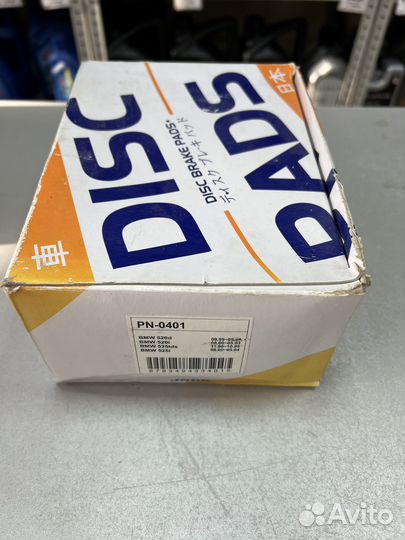 DISC
PADS
DISC BRAKE PADS
ディスク ブレーキ パッド
日本
車
PN-0401
BMW 520d
BMW 520i
BMW 525tds
BMW 525i
Avito